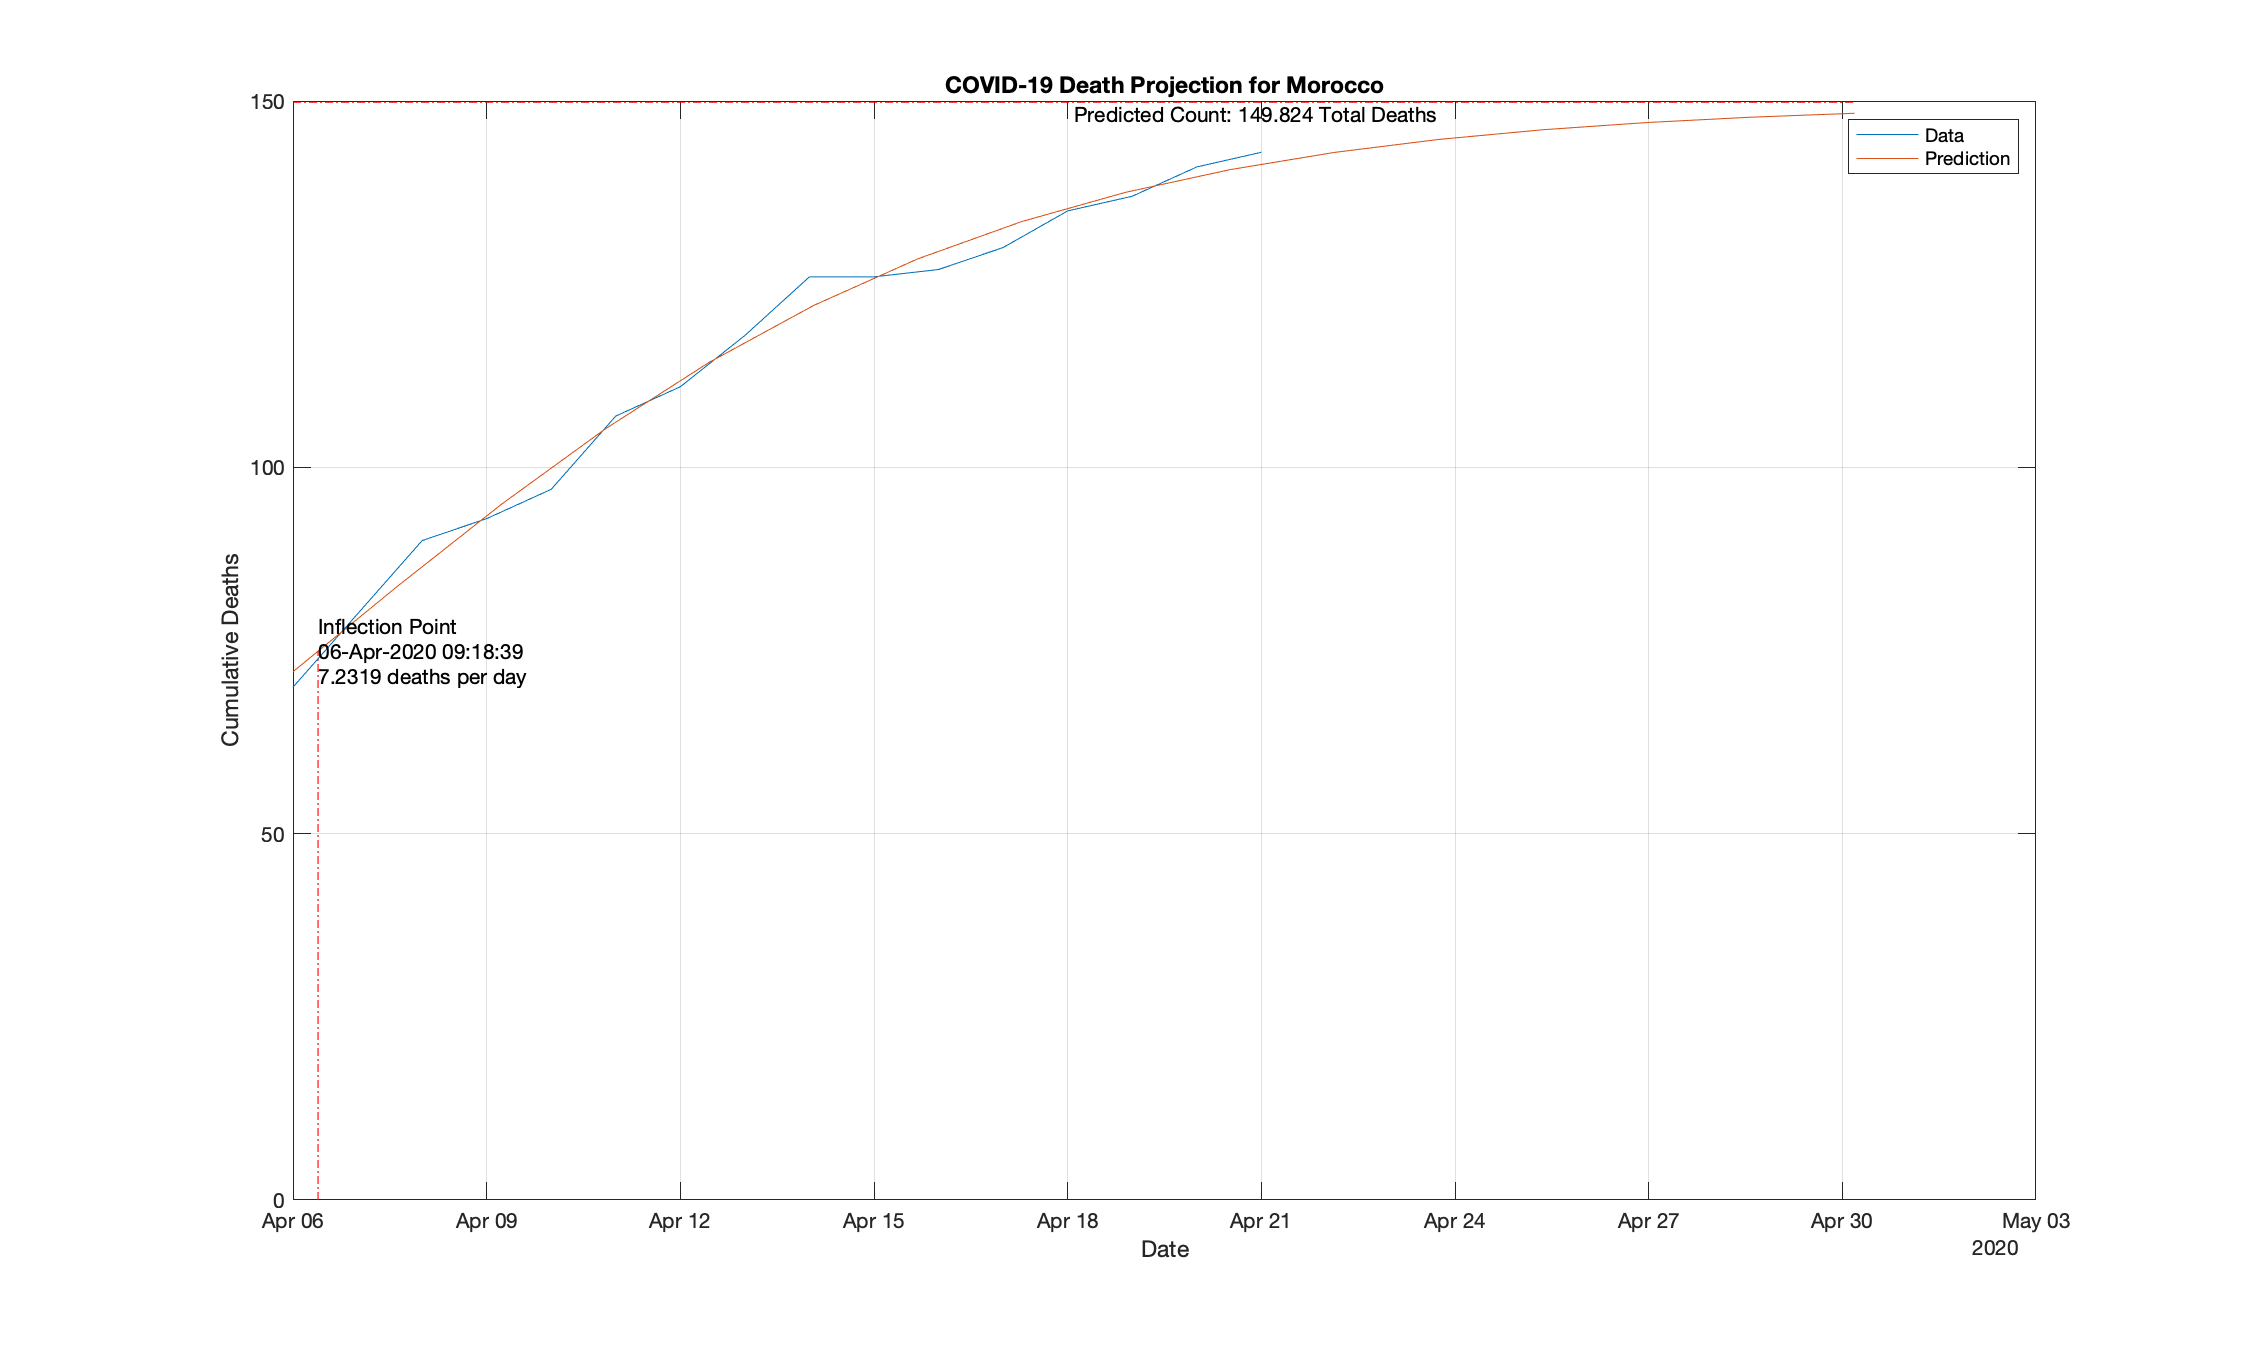 COVID-19 Death Projection for Morocco
Predicted Count: 149.824 Total Deaths
Data
Prediction
150
100
50
0
Cumulative Deaths
Inflection Point
06-Apr-2020 09:18:39
7.2319 deaths per day
Apr 06 Apr 09 Apr 12 Apr 15 Apr 18 Apr 21 Apr 24 Apr 27 Apr 30 May 03
Date
2020